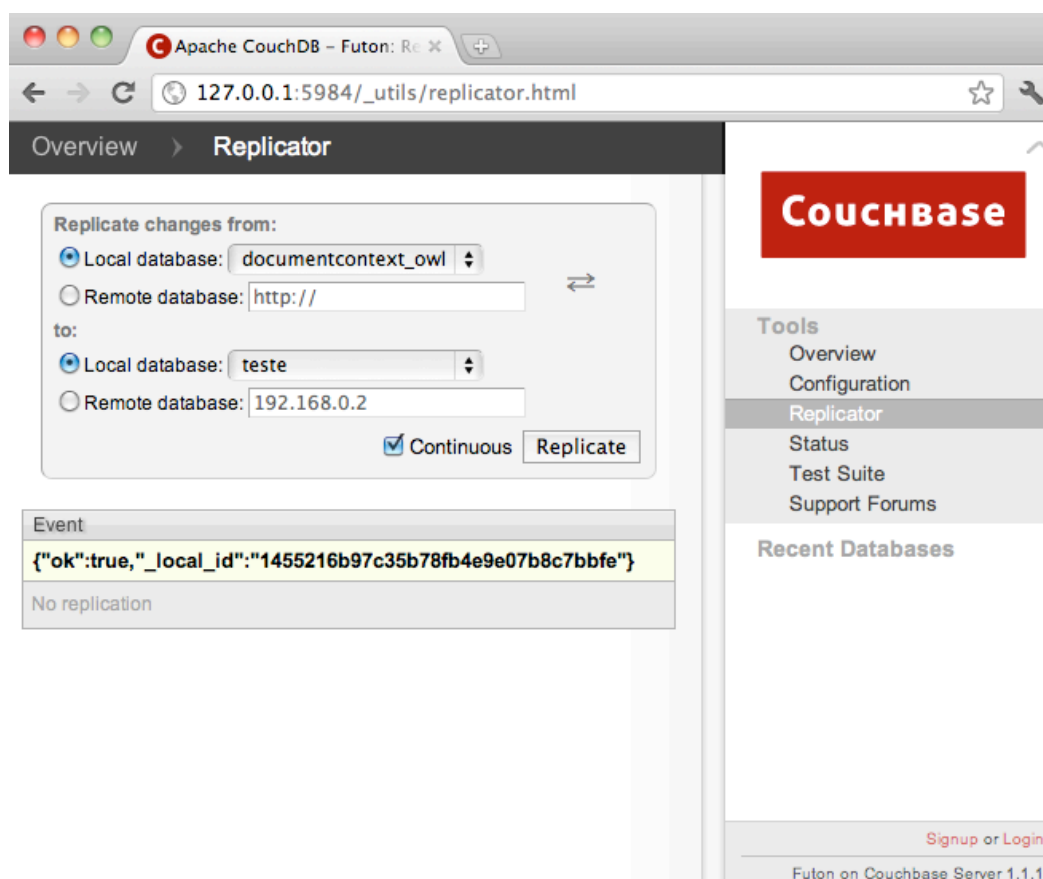 Apache CouchDB – Futon: Re
127.0.0.1:5984/_utils/replicator.html
Overview Replicator
Replicate changes from:
Local database: documentcontext_owl
Remote database: http://
to:
Local database: teste
Remote database: 192.168.0.2
Continuous Replicate
Event
{"ok":true,"_local_id":"1455216b97c35b78fb4e9e07b8c7bbfe"}
No replication
COUCHBASE
Tools
Overview
Configuration
Replicator
Status
Test Suite
Support Forums
Recent Databases
Signup or Login
Futon on Couchbase Server 1.1.1